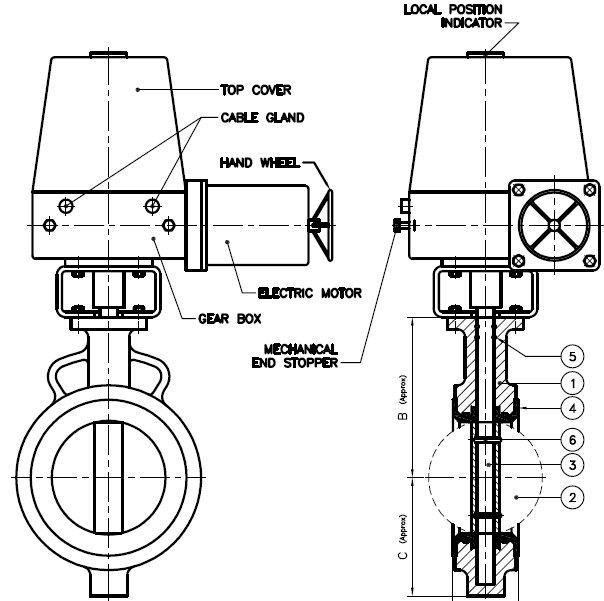 LOCAL POSITION
INDICATOR
TOP COVER
CABLE GLAND
HAND WHEEL
ELECTRIC MOTOR
GEAR BOX
MECHANICAL
END STOPPER
5
1
4
6
3
2
B (Approx)
C (Approx)